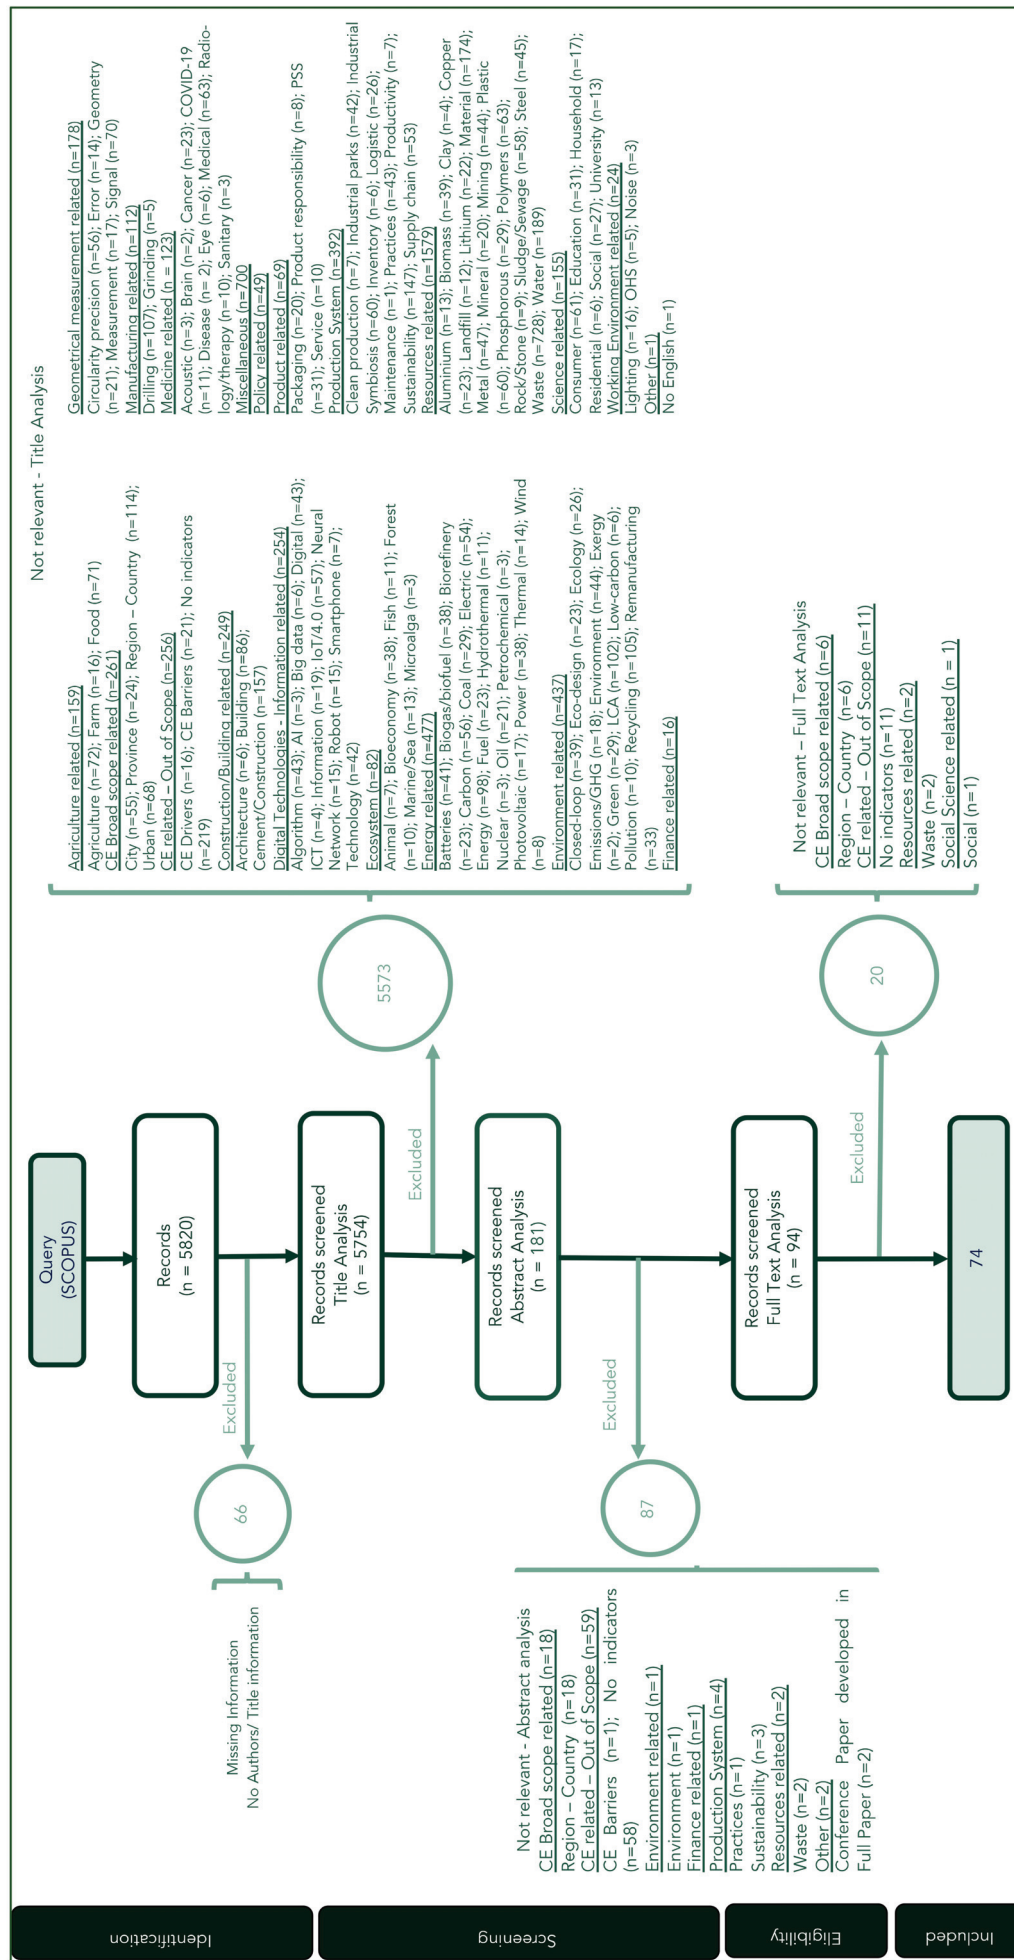 Identification
Screening
Eligibility
Included
Query
(SCOPUS)
Records
(n = 5820)
Excluded
66
Missing Information
No Authors/ Title information
Records screened
Title Analysis
(n = 5754)
Excluded
5573
Not relevant - Title Analysis
Agriculture related (n=159)
Agriculture (n=72); Farm (n=16); Food (n=71)
CE Broad scope related (n=261)
City (n=55); Province (n=24); Region – Country (n=114);
Urban (n=68)
CE related – Out of Scope (n=256)
CE Drivers (n=16); CE Barriers (n=21); No indicators
(n=219)
Construction/Building related (n=249)
Architecture (n=6); Building (n=86);
Cement/Construction (n=157)
Digital Technologies - Information related (n=254)
Algorithm (n=43); AI (n=3); Big data (n=6); Digital (n=43);
ICT (n=4); Information (n=19); IoT/4.0 (n=57); Neural
Network (n=15); Robot (n=15); Smartphone (n=7);
Technology (n=42)
Ecosystem (n=82)
Animal (n=7); Bioeconomy (n=38); Fish (n=11); Forest
(n=10); Marine/Sea (n=13); Microalga (n=3)
Energy related (n=477)
Batteries (n=41); Biogas/biofuel (n=38); Biorefinery
(n=23); Carbon (n=56); Coal (n=29); Electric (n=54);
Energy (n=98); Fuel (n=23); Hydrothermal (n=11);
Nuclear (n=3); Oil (n=21); Petrochemical (n=3);
Photovoltaic (n=17); Power (n=38); Thermal (n=14); Wind
(n=8)
Environment related (n=437)
Closed-loop (n=39); Eco-design (n=23); Ecology (n=26);
Emissions/GHG (n=18); Environment (n=44); Exergy
(n=2); Green (n=29); LCA (n=102); Low-carbon (n=6);
Pollution (n=10); Recycling (n=105); Remanufacturing
(n=33)
Finance related (n=16)
Geometrical measurement related (n=178)
Circularity precision (n=56); Error (n=14); Geometry
(n=21); Measurement (n=17); Signal (n=70)
Manufacturing related (n=112)
Drilling (n=107); Grinding (n=5)
Medicine related (n = 123)
Acoustic (n=3); Brain (n=2); Cancer (n=23); COVID-19
(n=11); Disease (n= 2); Eye (n=6); Medical (n=63); Radio-
logy/therapy (n=10); Sanitary (n=3)
Miscellaneous (n=700)
Policy related (n=49)
Product related (n=69)
Packaging (n=20); Product responsibility (n=8); PSS
(n=31); Service (n=10)
Production System (n=392)
Clean production (n=7); Industrial parks (n=42); Industrial
Symbiosis (n=60); Inventory (n=6); Logistic (n=26);
Maintenance (n=1); Practices (n=43); Productivity (n=7);
Sustainability (n=147); Supply chain (n=53)
Resources related (n=1579)
Aluminium (n=13); Biomass (n=39); Clay (n=4); Copper
(n=23); Landfill (n=12); Lithium (n=22); Material (n=174);
Metal (n=47); Mineral (n=20); Mining (n=44); Plastic
(n=60); Phosphorous (n=29); Polymers (n=63);
Rock/Stone (n=9); Sludge/Sewage (n=58); Steel (n=45);
Waste (n=728); Water (n=189)
Science related (n=155)
Consumer (n=61); Education (n=31); Household (n=17);
Residential (n=6); Social (n=27); University (n=13)
Working Environment related (n=24)
Lighting (n=16); OHS (n=5); Noise (n=3)
Other (n=1)
No English (n=1)
Records screened
Abstract Analysis
(n = 181)
Excluded
87
Not relevant - Abstract analysis
CE Broad scope related (n=18)
Region – Country (n=18)
CE related – Out of Scope (n=59)
CE Barriers (n=1); No indicators
(n=58)
Environment related (n=1)
Environment (n=1)
Finance related (n=1)
Production System (n=4)
Practices (n=1)
Sustainability (n=3)
Resources related (n=2)
Waste (n=2)
Other (n=2)
Conference Paper developed in
Full Paper (n=2)
Records screened
Full Text Analysis
(n = 94)
Excluded
20
Not relevant – Full Text Analysis
CE Broad scope related (n=6)
Region – Country (n=6)
CE related – Out of Scope (n=11)
No indicators (n=11)
Resources related (n=2)
Waste (n=2)
Social Science related (n = 1)
Social (n=1)
74